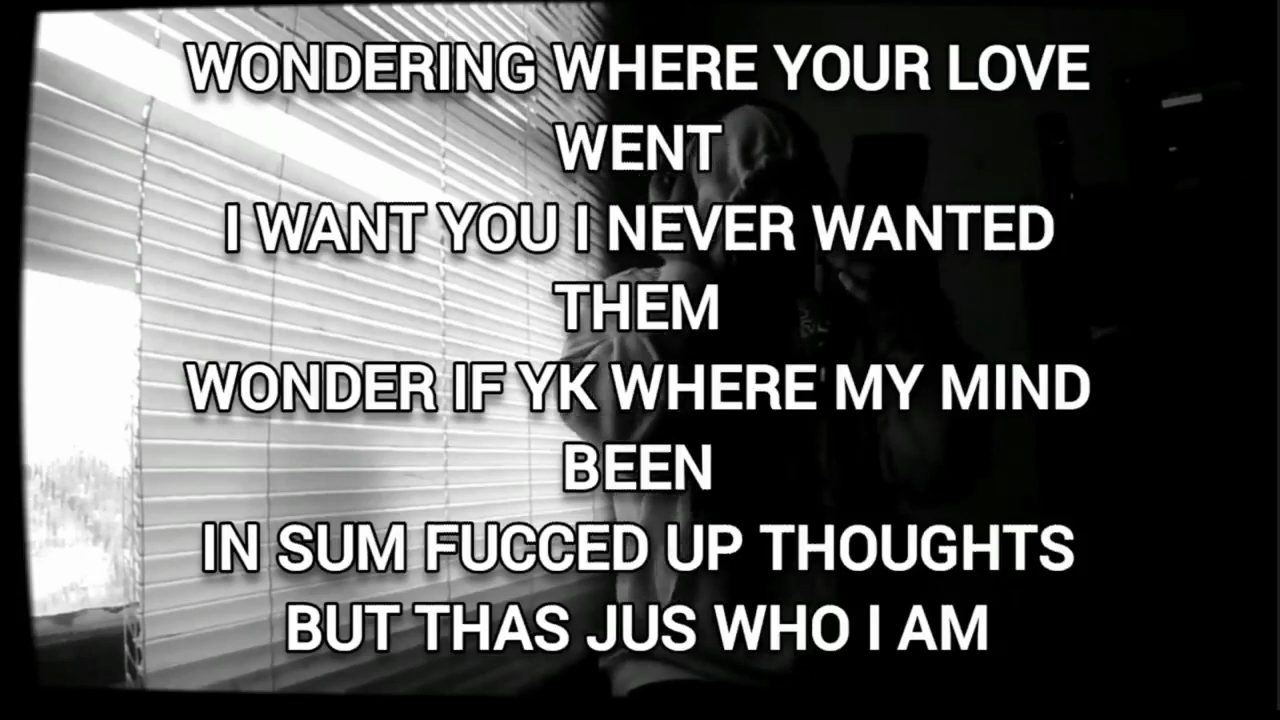 WONDERING WHERE YOUR LOVE
WENT
I WANT YOU I NEVER WANTED
THEM
WONDER IF YK WHERE MY MIND
BEEN
IN SUM FUCCED UP THOUGHTS
BUT THAS JUS WHO I AM